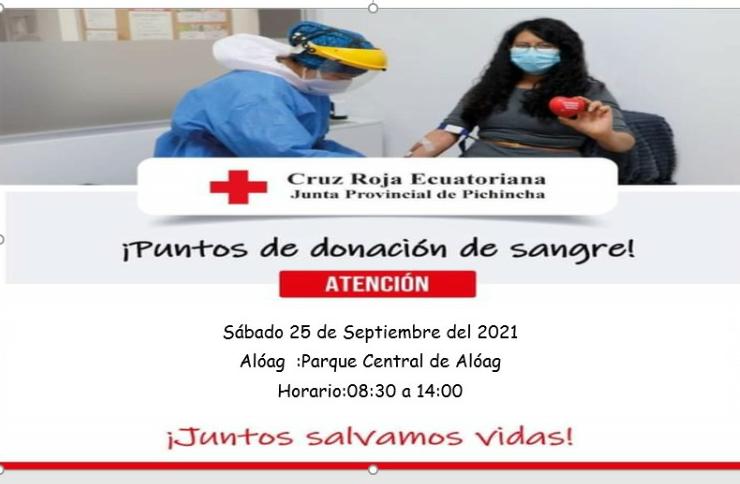 Cruz Roja Ecuatoriana
Junta Provincial de Pichincha
¡Puntos de donación de sangre!
ATENCIÓN
Sábado 25 de Septiembre del 2021
Alóag :Parque Central de Alóag
Horario:08:30 a 14:00
¡Juntos salvamos vidas!